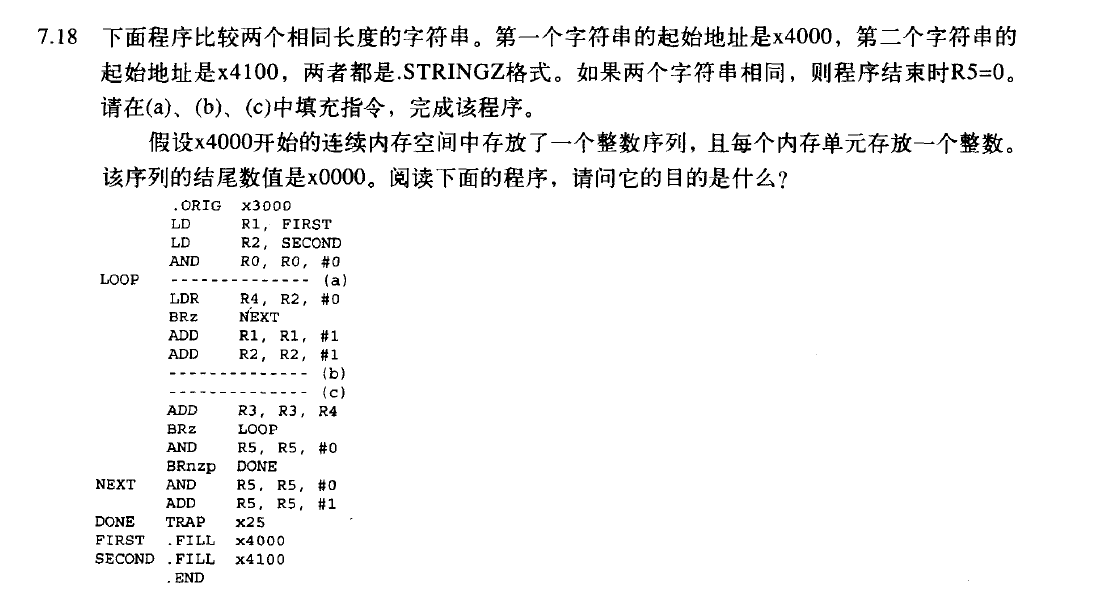 7.18 下面程序比较两个相同长度的字符串。第一个字符串的起始地址是x4000，第二个字符串的
起始地址是x4100，两者都是.STRINGZ格式。如果两个字符串相同，则程序结束时R5=0。
请在(a)、(b)、(c)中填充指令，完成该程序。
假设x4000开始的连续内存空间中存放了一个整数序列，且每个内存单元存放一个整数。
该序列的结尾数值是x0000。阅读下面的程序，请问它的目的是什么？
.ORIG x3000
LD R1, FIRST
LD R2, SECOND
AND R0, R0, #0
LOOP -------------- (a)
LDR R4, R2, #0
BRz NEXT
ADD R1, R1, #1
ADD R2, R2, #1
-------------- (b)
-------------- (c)
ADD R3, R3, R4
BRz LOOP
AND R5, R5, #0
BRnzp DONE
NEXT AND R5, R5, #0
ADD R5, R5, #1
DONE TRAP x25
FIRST .FILL x4000
SECOND .FILL x4100
.END